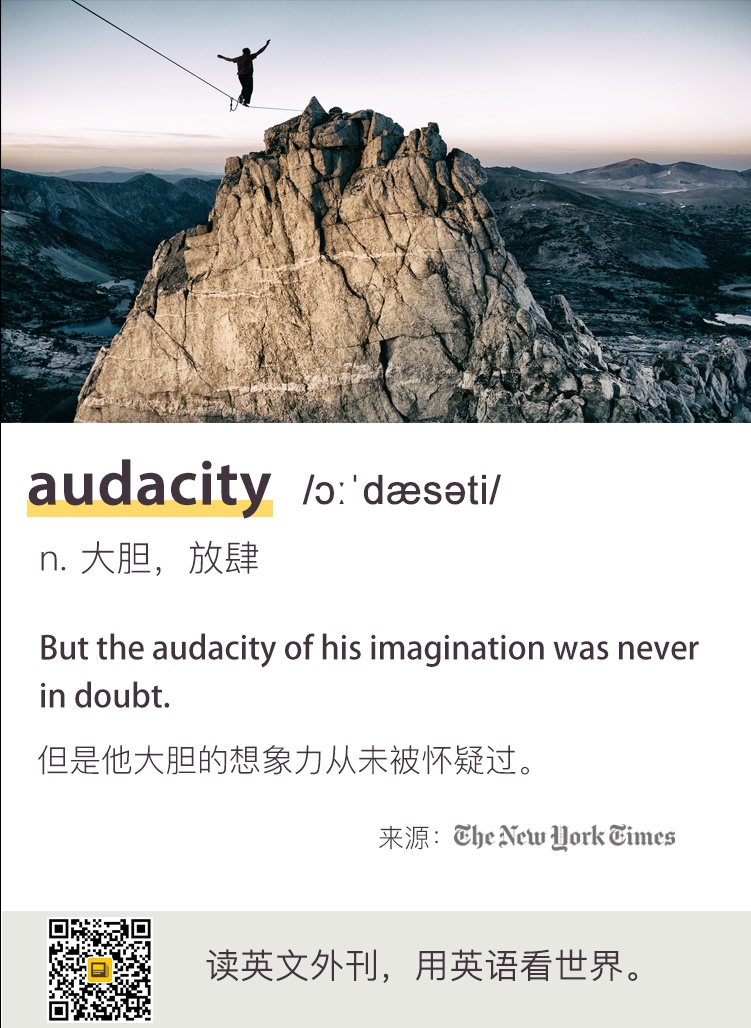 audacity /ɔːˈdæsəti/
n. 大胆，放肆
But the audacity of his imagination was never
in doubt.
但是他大胆的想象力从未被怀疑过。
来源：The New York Times
读英文外刊，用英语看世界。